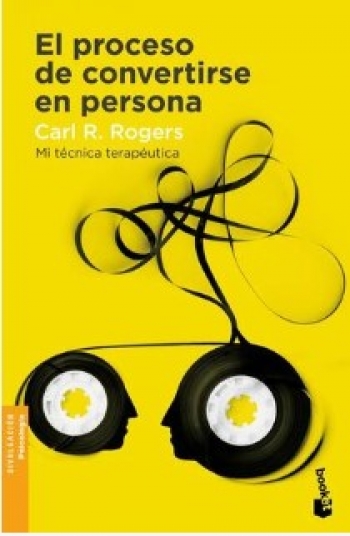 El proceso
de convertirse
en persona
Carl R. Rogers
Mi técnica terapéutica
DIVULGACIÓN
Psicología
booket